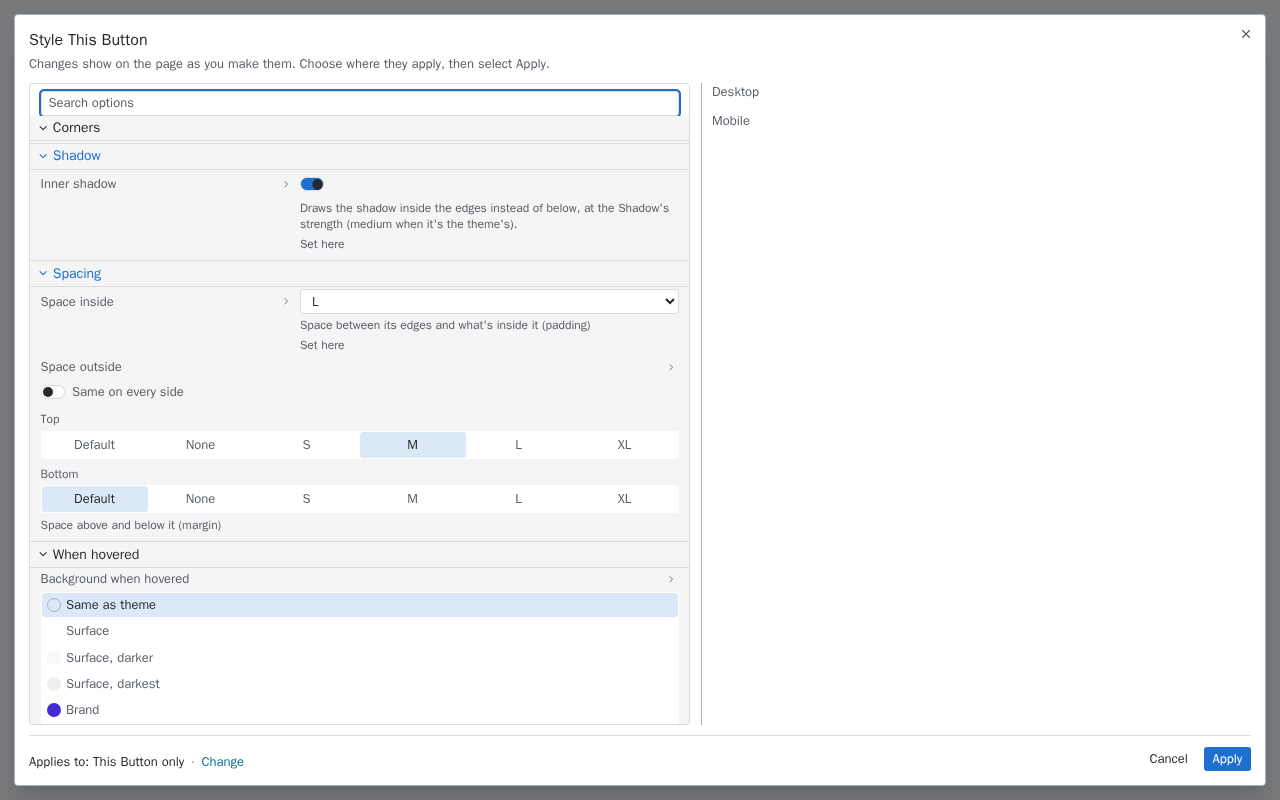 Style This Button
Changes show on the page as you make them. Choose where they apply, then select Apply.
Search options
Corners
Shadow
Inner shadow
Draws the shadow inside the edges instead of below, at the Shadow's
strength (medium when it's the theme's).
Set here
Spacing
Space inside
L
Space between its edges and what's inside it (padding)
Set here
Space outside
Same on every side
Top
Default None S M L XL
Bottom
Default None S M L XL
Space above and below it (margin)
When hovered
Background when hovered
Same as theme
Surface
Surface, darker
Surface, darkest
Brand
Desktop
Mobile
Applies to: This Button only · Change
Cancel Apply